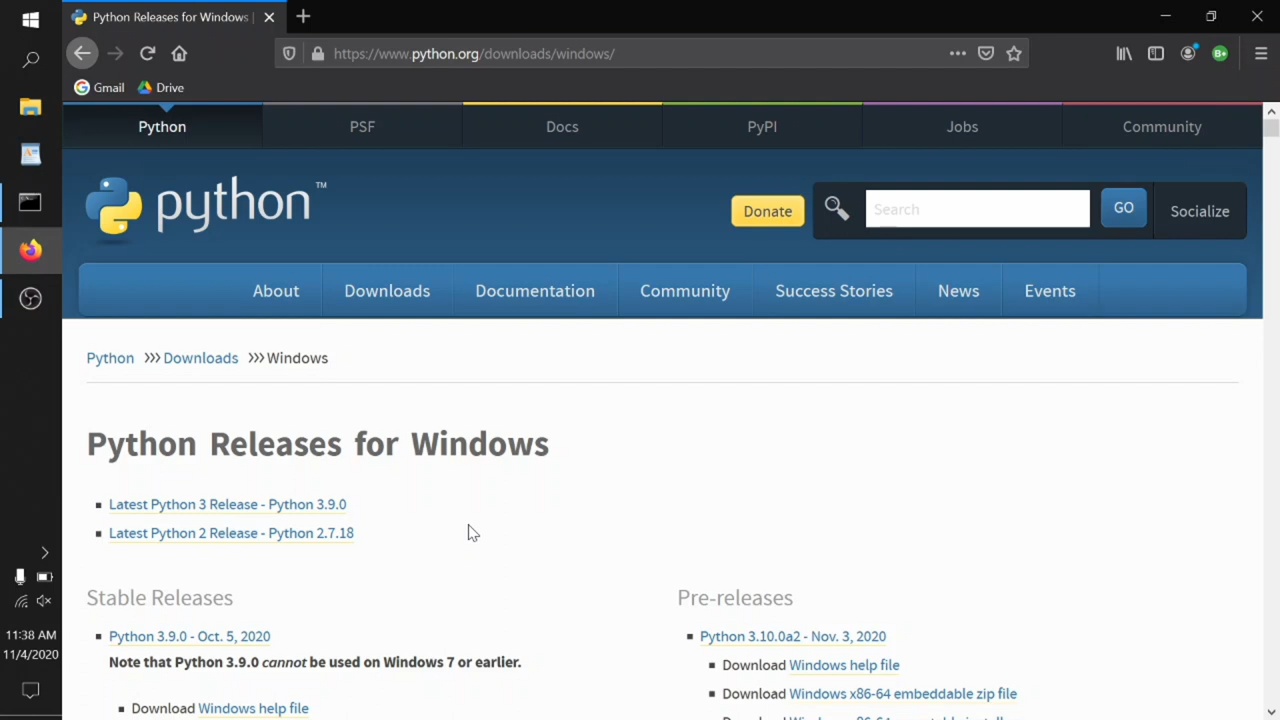 Python Releases for Windows |
https://www.python.org/downloads/windows/
Gmail
Drive
Python
PSF
Docs
PyPI
Jobs
Community
python™
Donate
Search
GO
Socialize
About
Downloads
Documentation
Community
Success Stories
News
Events
Python >>> Downloads >>> Windows
Python Releases for Windows
Latest Python 3 Release - Python 3.9.0
Latest Python 2 Release - Python 2.7.18
Stable Releases
Python 3.9.0 - Oct. 5, 2020
Note that Python 3.9.0 cannot be used on Windows 7 or earlier.
Download Windows help file
Pre-releases
Python 3.10.0a2 - Nov. 3, 2020
Download Windows help file
Download Windows x86-64 embeddable zip file
11:38 AM
11/4/2020